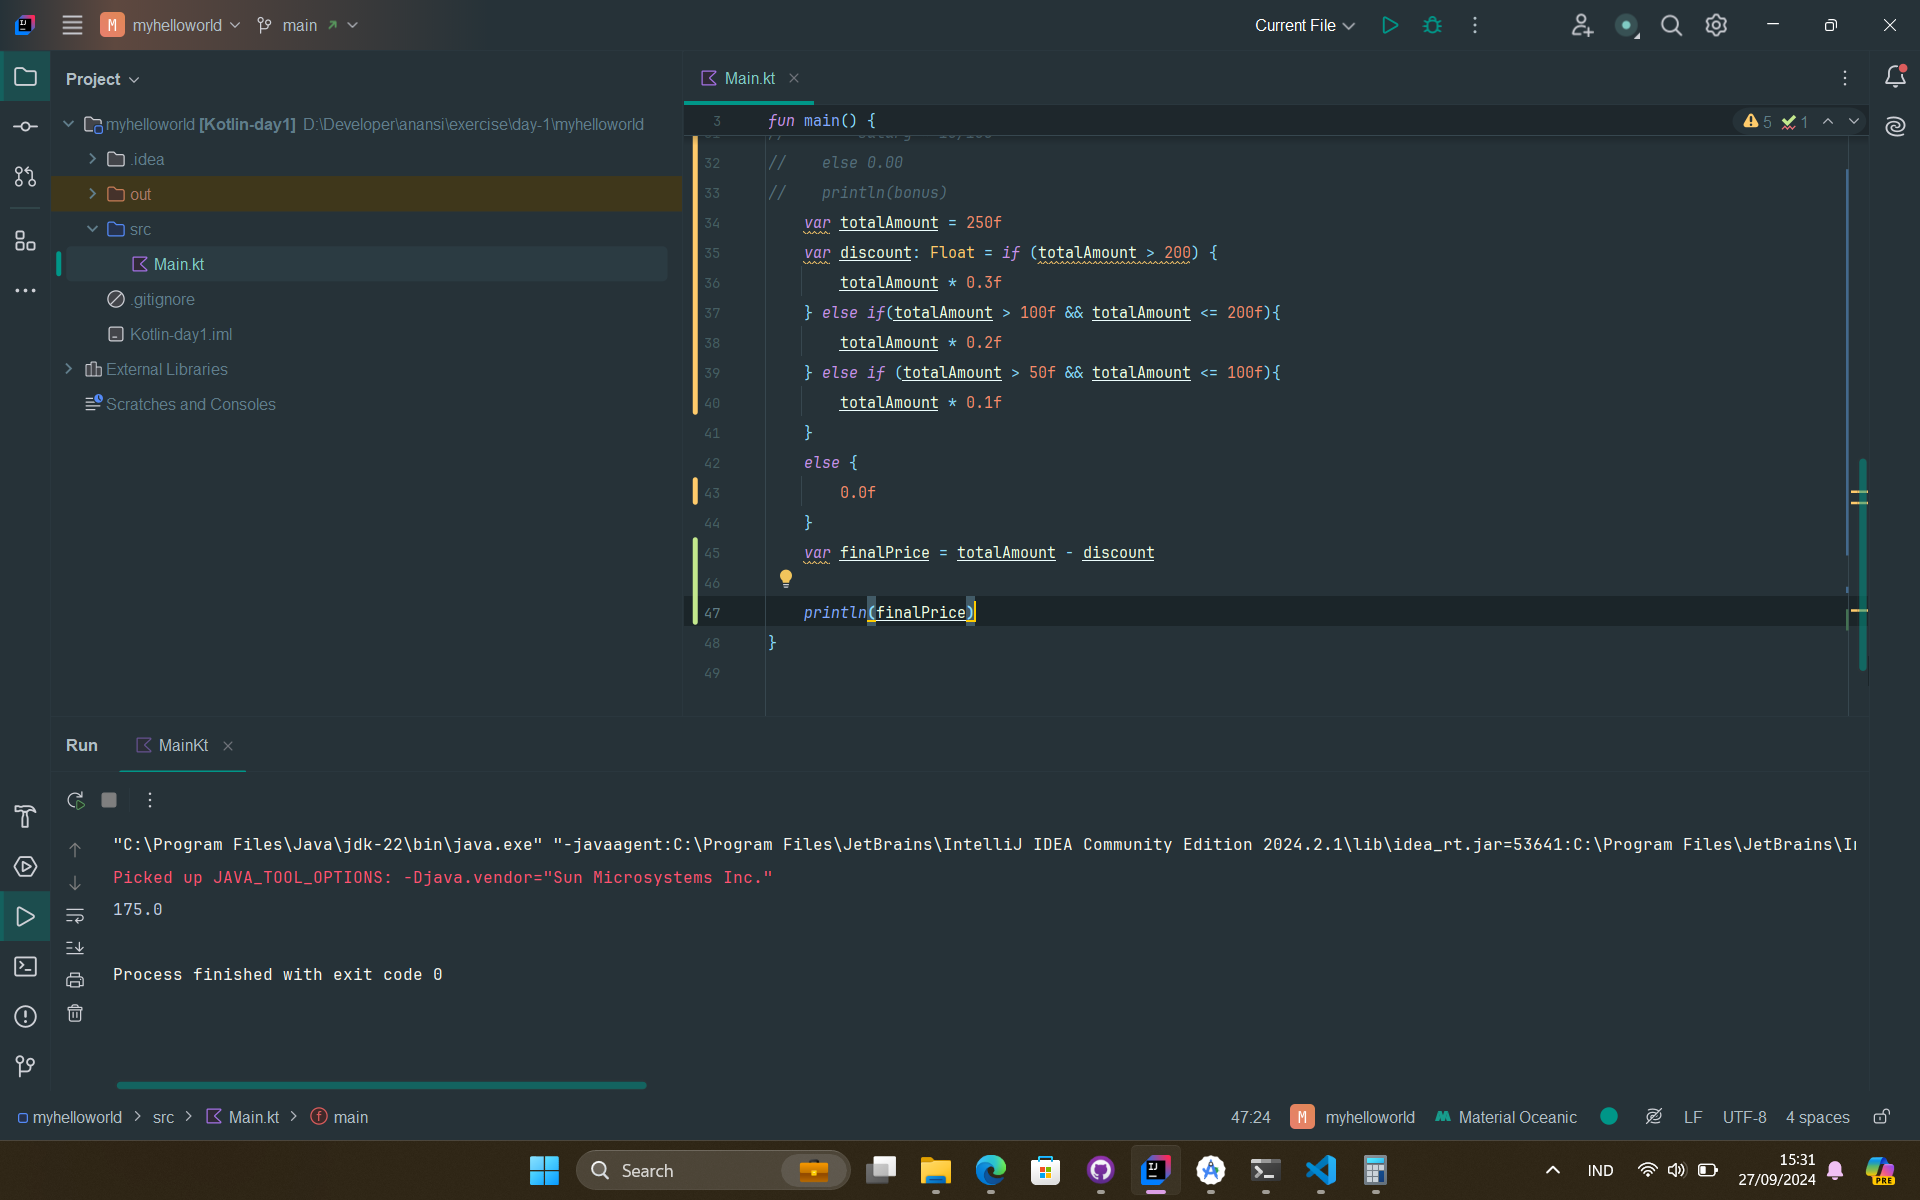 M myhelloworld main Current File
Project
Main.kt
myhelloworld [Kotlin-day1] D:\Developer\anansi\exercise\day-1\myhelloworld
.idea
out
src
Main.kt
.gitignore
Kotlin-day1.iml
External Libraries
Scratches and Consoles
3 fun main() { 5 1
32 // else 0.00
33 // println(bonus)
34 var totalAmount = 250f
35 var discount: Float = if (totalAmount > 200) {
36 totalAmount * 0.3f
37 } else if(totalAmount > 100f && totalAmount <= 200f){
38 totalAmount * 0.2f
39 } else if (totalAmount > 50f && totalAmount <= 100f){
40 totalAmount * 0.1f
41 }
42 else {
43 0.0f
44 }
45 var finalPrice = totalAmount - discount
46
47 println(finalPrice)
48 }
49
Run MainKt
"C:\Program Files\Java\jdk-22\bin\java.exe" "-javaagent:C:\Program Files\JetBrains\IntelliJ IDEA Community Edition 2024.2.1\lib\idea_rt.jar=53641:C:\Program Files\JetBrains\In
Picked up JAVA_TOOL_OPTIONS: -Djava.vendor="Sun Microsystems Inc."
175.0
Process finished with exit code 0
myhelloworld > src > Main.kt > main 47:24 M myhelloworld Material Oceanic LF UTF-8 4 spaces
Search IND 15:31
27/09/2024 PRE